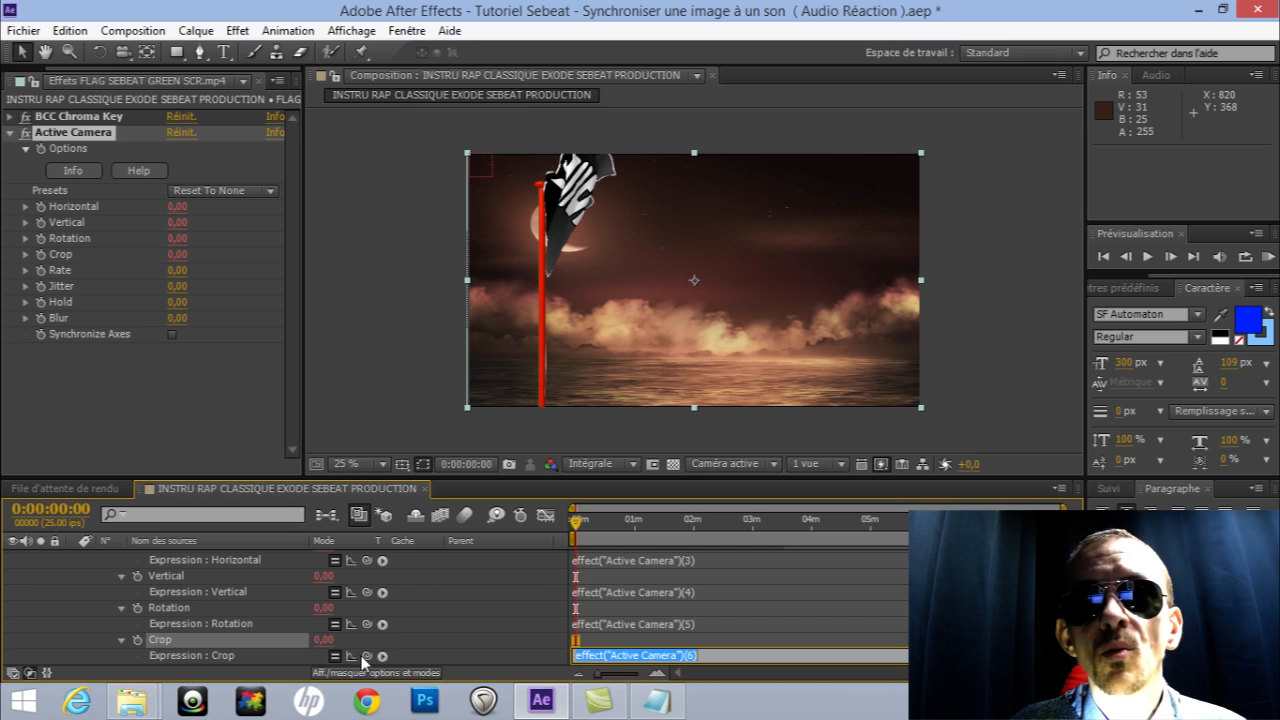 Adobe After Effects - Tutoriel Sebeat - Synchroniser une image à un son ( Audio Réaction ).aep *
Fichier Edition Composition Calque Effet Animation Affichage Fenêtre Aide
Espace de travail : Standard Rechercher dans l'aide
Effets FLAG SEBEAT GREEN SCR.mp4
INSTRU RAP CLASSIQUE EXODE SEBEAT PRODUCTION • FLAG
fx BCC Chroma Key Réinit. Info
fx Active Camera Réinit. Info
Options
Info Help
Presets Reset To None
Horizontal 0,00
Vertical 0,00
Rotation 0,00
Crop 0,00
Rate 0,00
Jitter 0,00
Hold 0,00
Blur 0,00
Synchronize Axes
Composition : INSTRU RAP CLASSIQUE EXODE SEBEAT PRODUCTION
INSTRU RAP CLASSIQUE EXODE SEBEAT PRODUCTION
25 % 0:00:00:00 Intégrale Caméra active 1 vue +0,0
Info Audio
R : 53 X : 820
V : 31 Y : 368
B : 25
A : 255
Prévisualisation
tres prédéfinis Caractère
SF Automaton
Regular
300 px 109 px
Métrique 0
0 px Remplissage s...
100 % 100 %
0 px 0 %
Suivi Paragraphe
File d'attente de rendu INSTRU RAP CLASSIQUE EXODE SEBEAT PRODUCTION
0:00:00:00
00000 (25.00 ips)
00m 01m 02m 03m 04m 05m
N° Nom des sources Mode T Cache Parent
Expression : Horizontal effect("Active Camera")(3)
Vertical 0,00
Expression : Vertical effect("Active Camera")(4)
Rotation 0,00
Expression : Rotation effect("Active Camera")(5)
Crop 0,00
Expression : Crop effect("Active Camera")(6)
Aff./masquer options et modes
hp Ps Ae